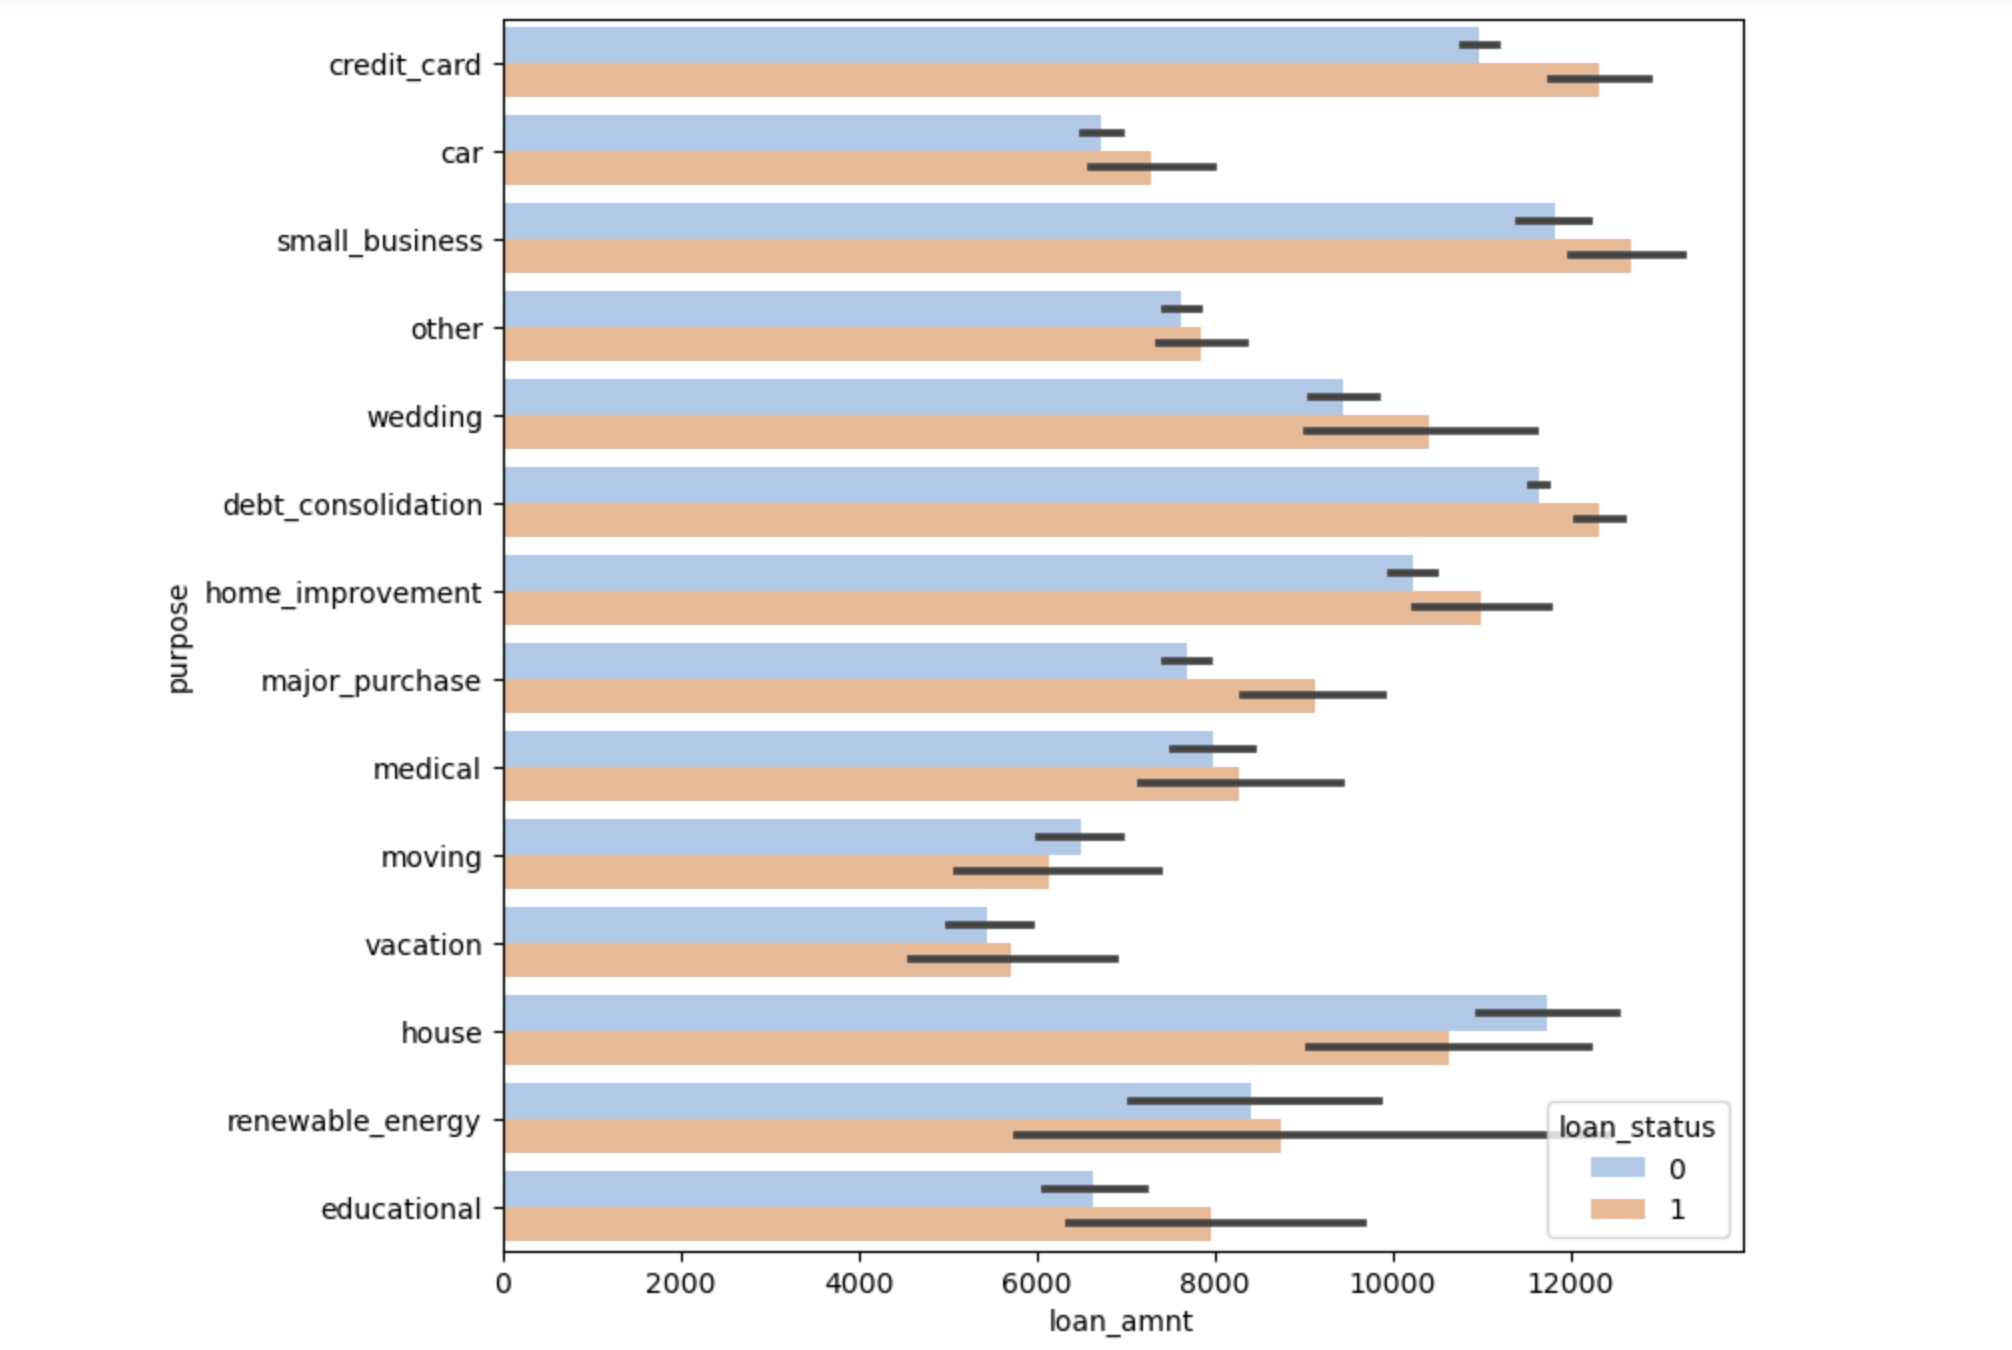 credit_card
car
small_business
other
wedding
debt_consolidation
home_improvement
major_purchase
medical
moving
vacation
house
renewable_energy
educational
purpose
loan_status
0
1
0 2000 4000 6000 8000 10000 12000
loan_amnt